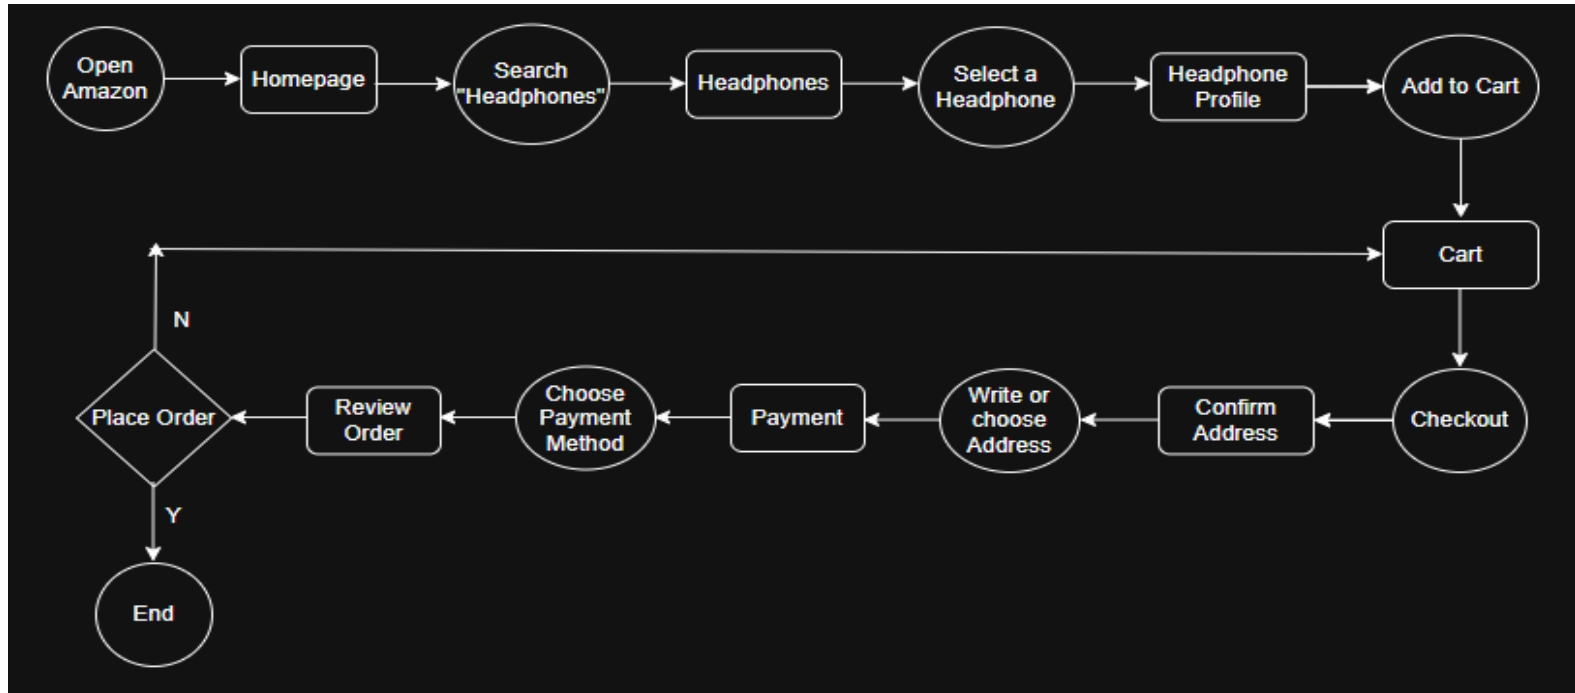 Open
Amazon
Homepage
Search
"Headphones"
Headphones
Select a
Headphone
Headphone
Profile
Add to Cart
Cart
N
Place Order
Review
Order
Choose
Payment
Method
Payment
Write or
choose
Address
Confirm
Address
Checkout
Y
End